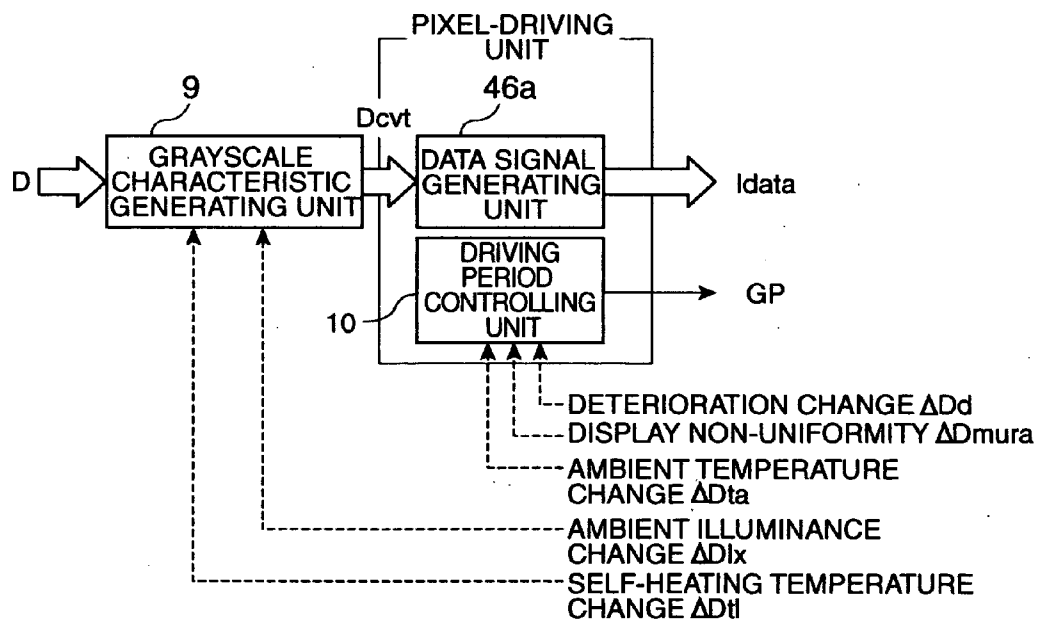 PIXEL-DRIVING
UNIT
9
46a
Dcvt
D
GRAYSCALE
CHARACTERISTIC
GENERATING UNIT
DATA SIGNAL
GENERATING
UNIT
Idata
DRIVING
PERIOD
CONTROLLING
UNIT
10
GP
DETERIORATION CHANGE ΔDd
DISPLAY NON-UNIFORMITY ΔDmura
AMBIENT TEMPERATURE
CHANGE ΔDta
AMBIENT ILLUMINANCE
CHANGE ΔDlx
SELF-HEATING TEMPERATURE
CHANGE ΔDtl